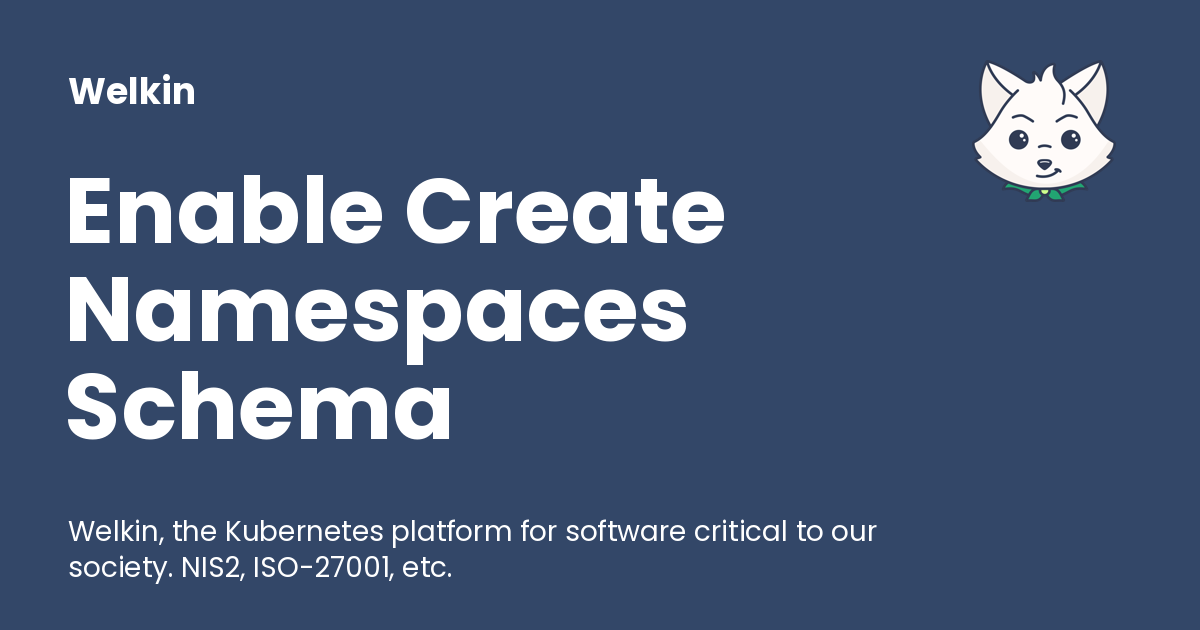 Welkin
Enable Create
Namespaces
Schema
Welkin, the Kubernetes platform for software critical to our
society. NIS2, ISO-27001, etc.